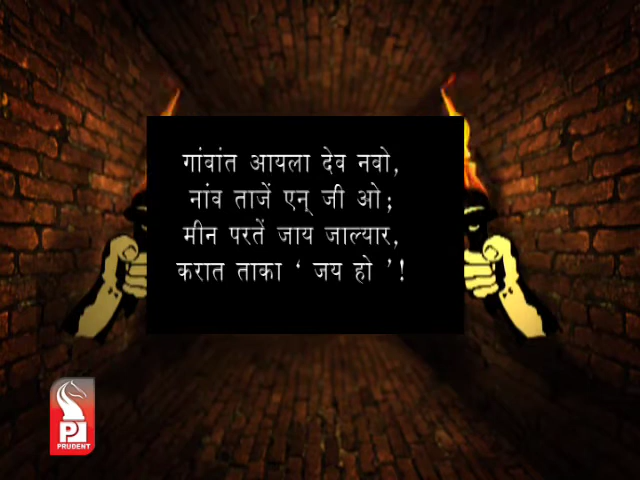 गांवांत आयला देव नवो,
नांव ताजें एन् जी ओ;
मीन परतें जाय जाल्यार,
करात ताका ‘ जय हो ’!
PRUDENT